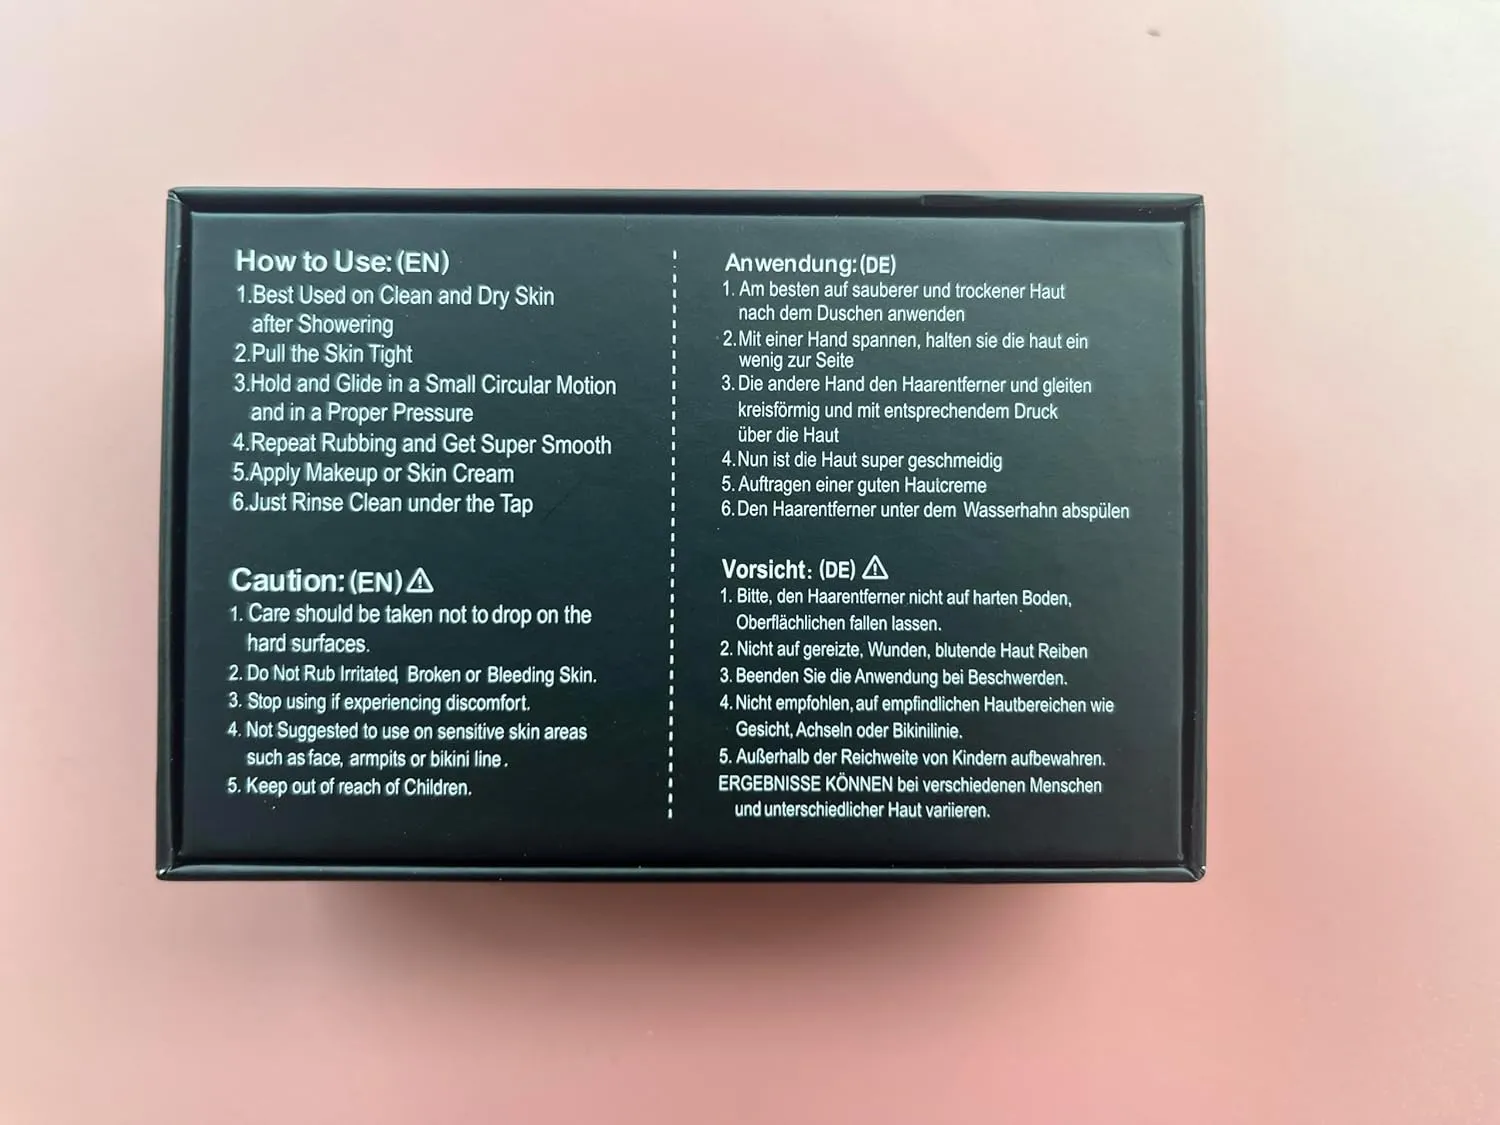 How to Use:(EN)
1.Best Used on Clean and Dry Skin
after Showering
2.Pull the Skin Tight
3.Hold and Glide in a Small Circular Motion
and in a Proper Pressure
4.Repeat Rubbing and Get Super Smooth
5.Apply Makeup or Skin Cream
6.Just Rinse Clean under the Tap
Caution:(EN)⚠
1. Care should be taken not to drop on the
hard surfaces.
2. Do Not Rub Irritated, Broken or Bleeding Skin.
3. Stop using if experiencing discomfort.
4. Not Suggested to use on sensitive skin areas
such as face, armpits or bikini line.
5. Keep out of reach of Children.
Anwendung:(DE)
1. Am besten auf sauberer und trockener Haut
nach dem Duschen anwenden
2. Mit einer Hand spannen, halten sie die haut ein
wenig zur Seite
3. Die andere Hand den Haarentferner und gleiten
kreisförmig und mit entsprechendem Druck
über die Haut
4. Nun ist die Haut super geschmeidig
5. Auftragen einer guten Hautcreme
6. Den Haarentferner unter dem Wasserhahn abspülen
Vorsicht: (DE) ⚠
1. Bitte, den Haarentferner nicht auf harten Boden,
Oberflächlichen fallen lassen.
2. Nicht auf gereizte, Wunden, blutende Haut Reiben
3. Beenden Sie die Anwendung bei Beschwerden.
4. Nicht empfohlen, auf empfindlichen Hautbereichen wie
Gesicht, Achseln oder Bikinilinie.
5. Außerhalb der Reichweite von Kindern aufbewahren.
ERGEBNISSE KÖNNEN bei verschiedenen Menschen
und unterschiedlicher Haut variieren.